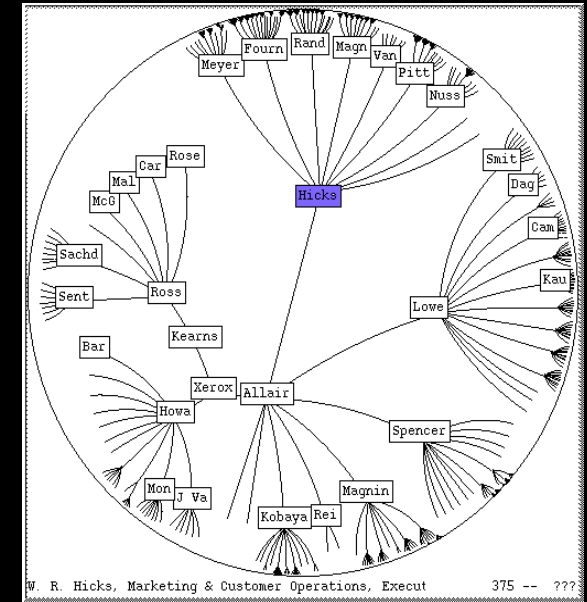 Rand
Fourn
Magn
Van
Meyer
Pitt
Nuss
Rose
Smit
Car
Mal
Dag
Hicks
McG
Cam
Sachd
Kau
Ross
Sent
Lowe
Kearns
Bar
Xerox
Allair
Howa
Spencer
Mon
Magnin
J Va
Kobaya
Rei
W. R. Hicks, Marketing & Customer Operations, Execut 375 -- ???